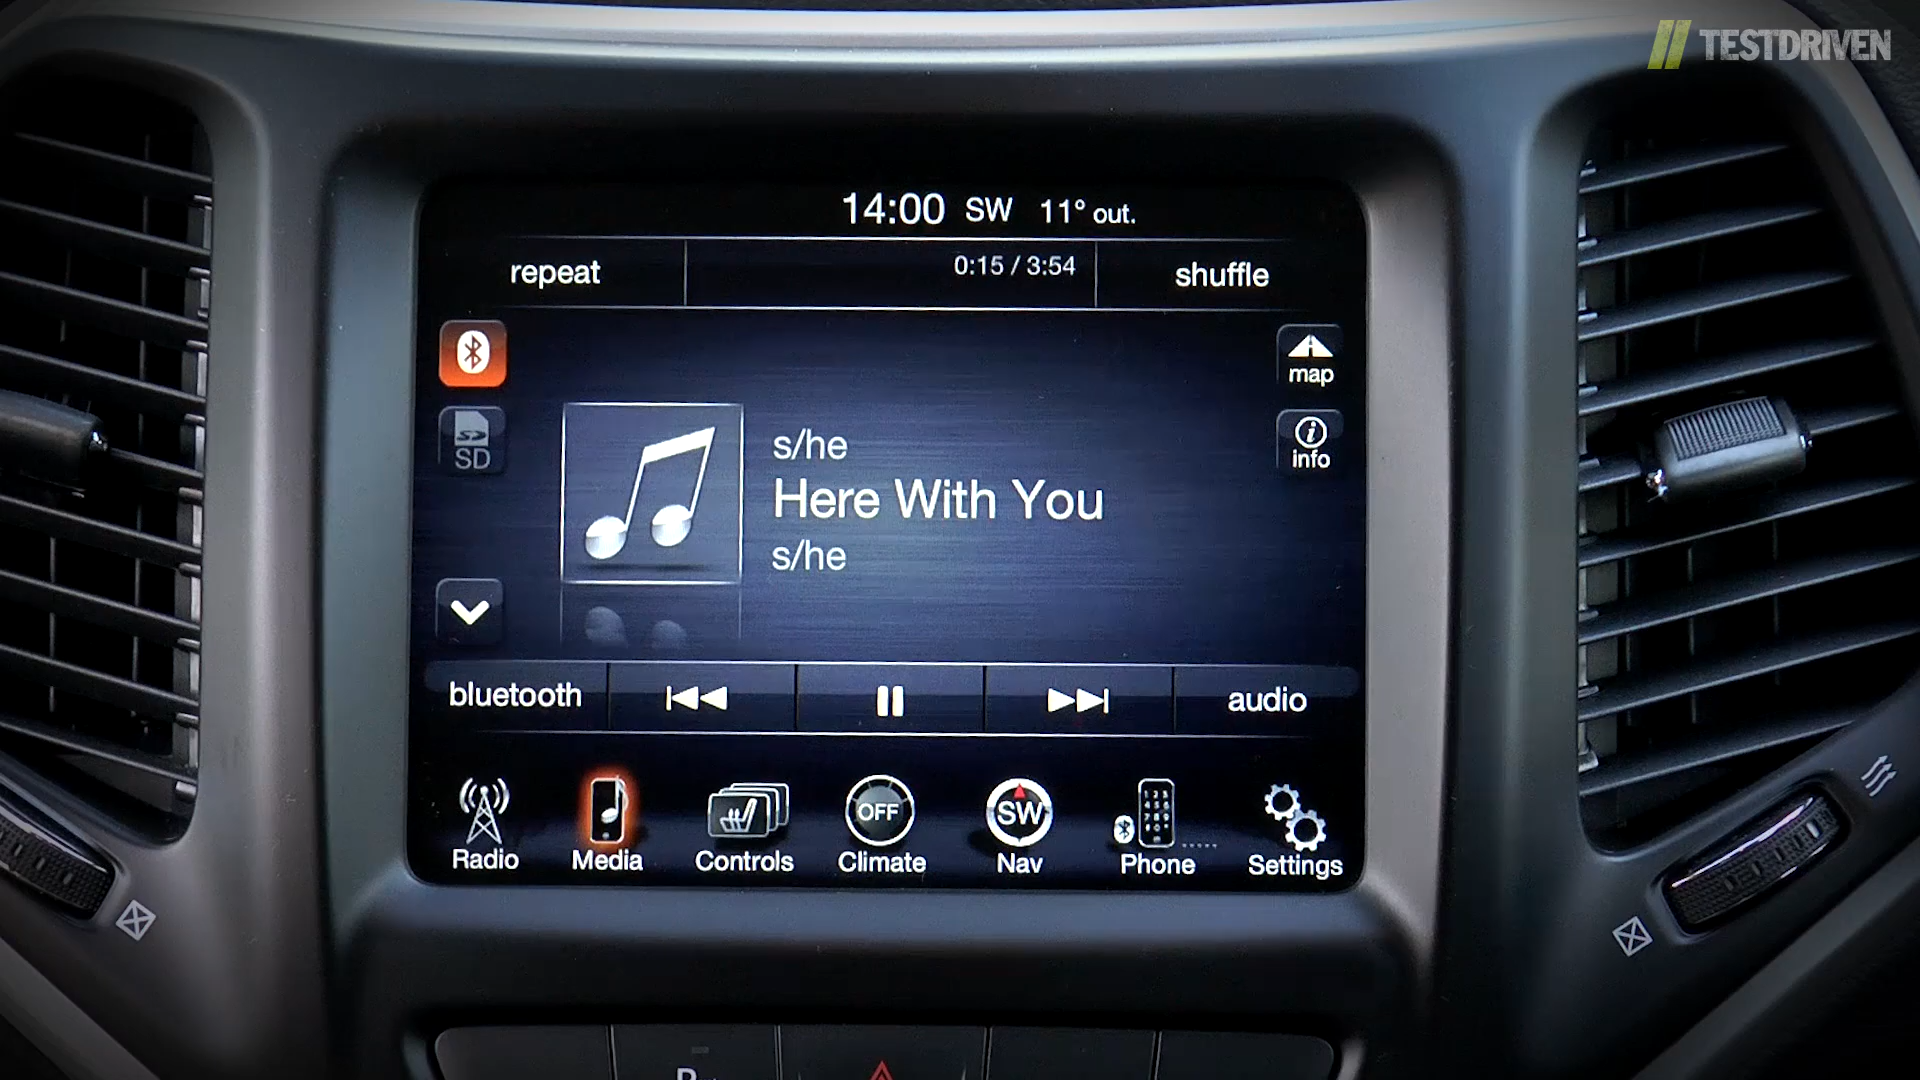 TESTDRIVEN
14:00 SW 11° out.
repeat
0:15 / 3:54
shuffle
map
SD
s/he
info
Here With You
s/he
bluetooth
audio
OFF
SW
Radio
Media
Controls
Climate
Nav
Phone
Settings
P